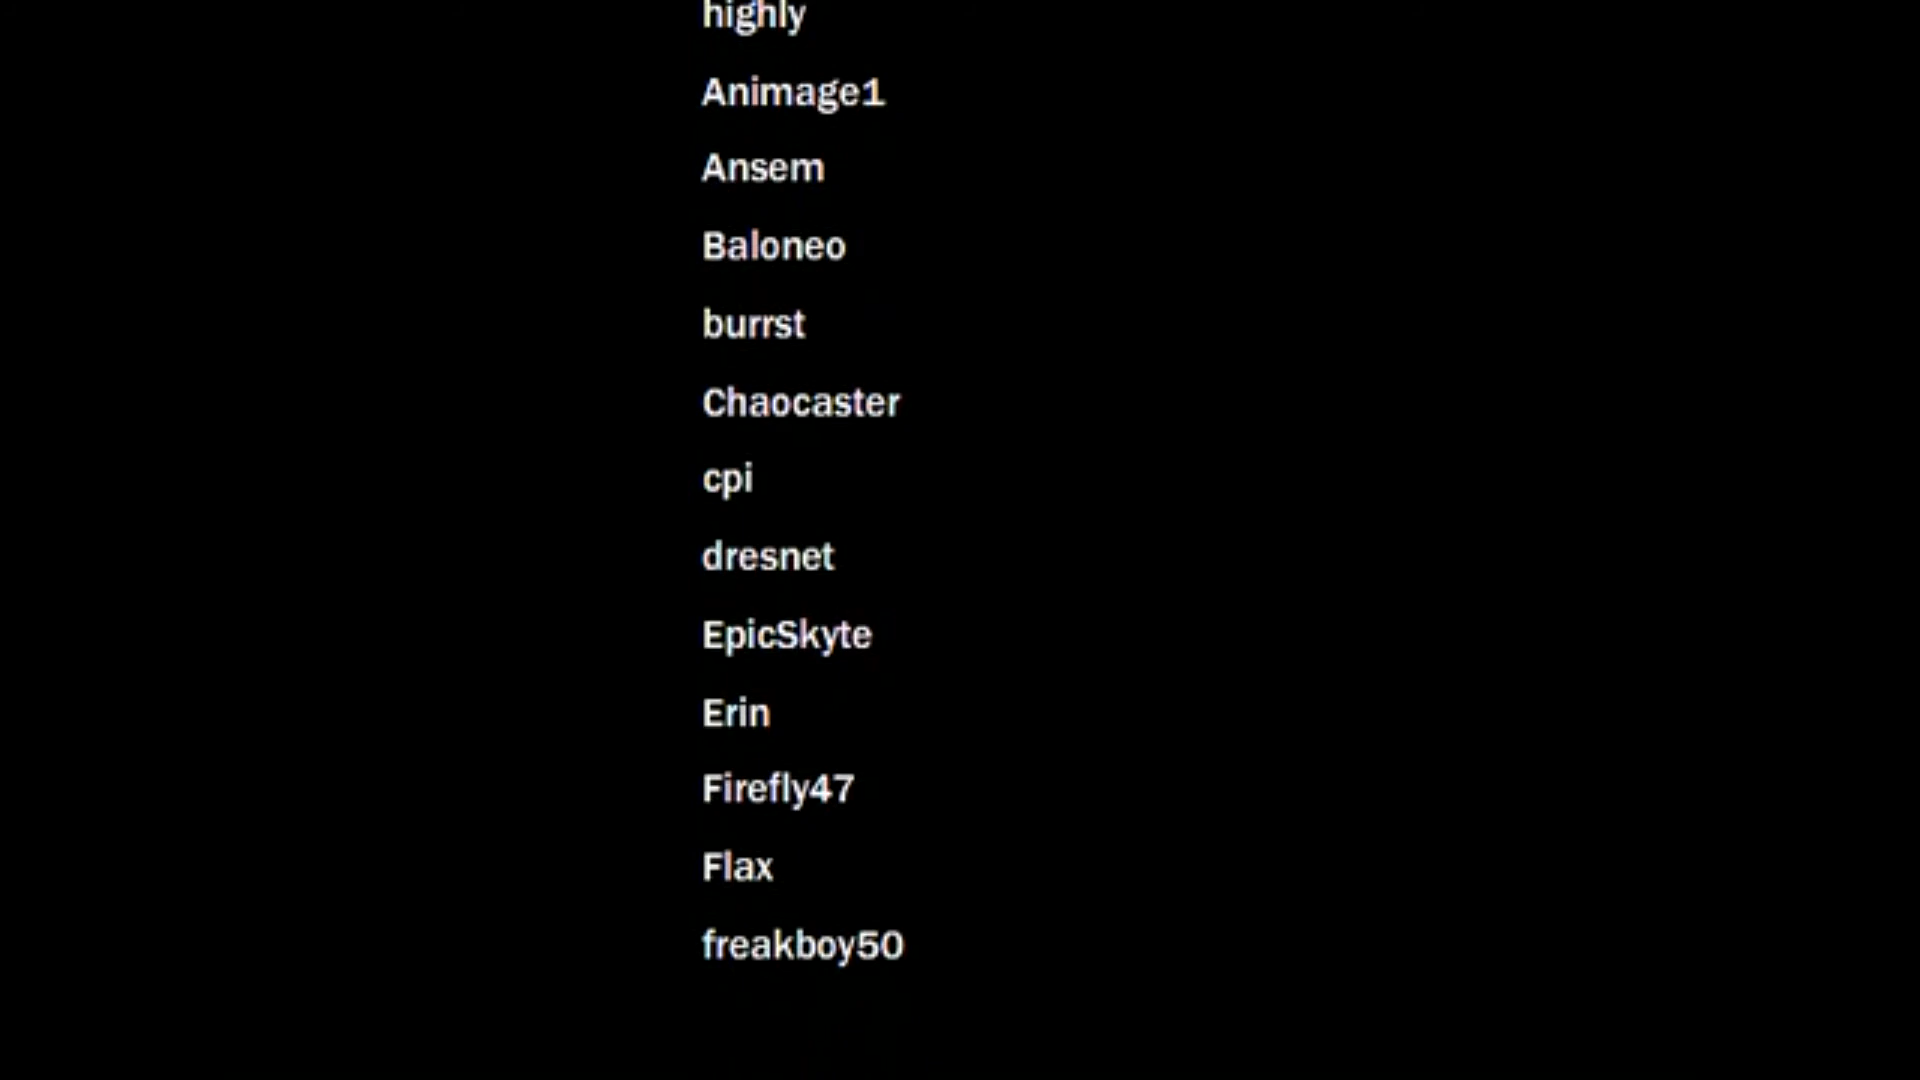 highly
Animage1
Ansem
Baloneo
burrst
Chaocaster
cpi
dresnet
EpicSkyte
Erin
Firefly47
Flax
freakboy50